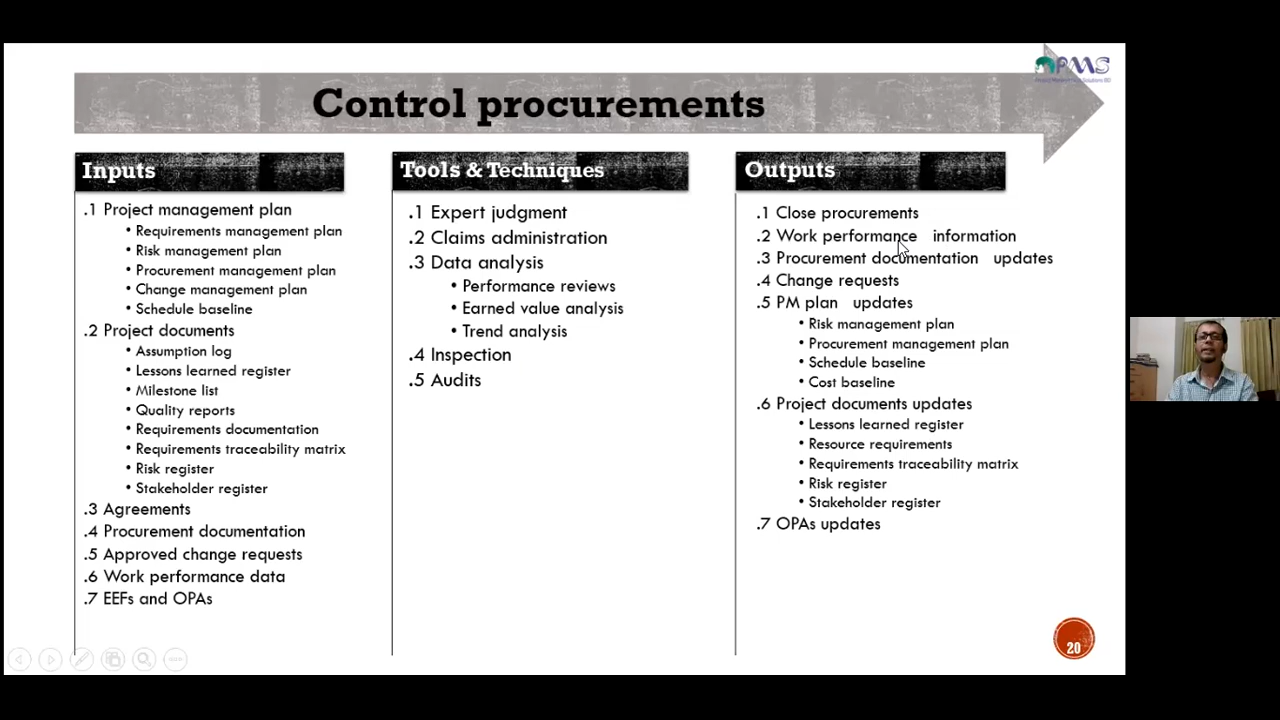 PMS
Control procurements
Inputs
.1 Project management plan
• Requirements management plan
• Risk management plan
• Procurement management plan
• Change management plan
• Schedule baseline
.2 Project documents
• Assumption log
• Lessons learned register
• Milestone list
• Quality reports
• Requirements documentation
• Requirements traceability matrix
• Risk register
• Stakeholder register
.3 Agreements
.4 Procurement documentation
.5 Approved change requests
.6 Work performance data
.7 EEFs and OPAs
Tools & Techniques
.1 Expert judgment
.2 Claims administration
.3 Data analysis
• Performance reviews
• Earned value analysis
• Trend analysis
.4 Inspection
.5 Audits
Outputs
.1 Close procurements
.2 Work performance information
.3 Procurement documentation updates
.4 Change requests
.5 PM plan updates
• Risk management plan
• Procurement management plan
• Schedule baseline
• Cost baseline
.6 Project documents updates
• Lessons learned register
• Resource requirements
• Requirements traceability matrix
• Risk register
• Stakeholder register
.7 OPAs updates
20